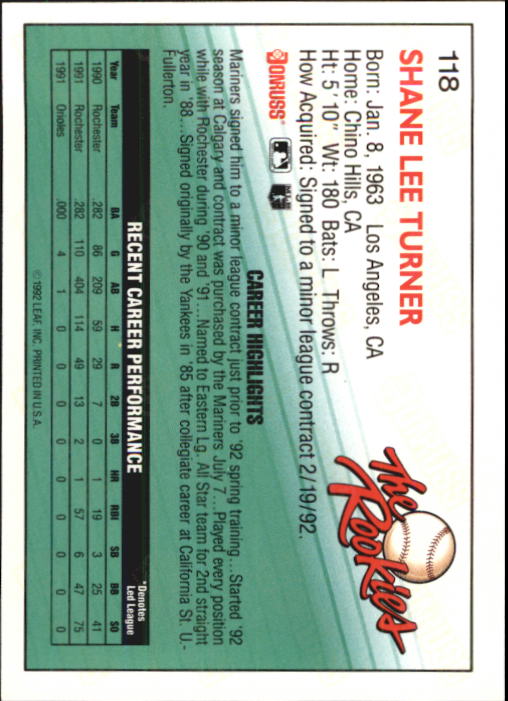 118
SHANE LEE TURNER
Born: Jan. 8, 1963 Los Angeles, CA
Home: Chino Hills, CA
Ht: 5' 10" Wt: 180 Bats: L Throws: R
How Acquired: Signed to a minor league contract 2/19/92.
The
Rookies
DONRUSS
CAREER HIGHLIGHTS
Mariners signed him to a minor league contract just prior to '92 spring training...Started '92
season at Calgary and contract was purchased by the Mariners July 7...Played every position
while with Rochester during '90 and '91...Named to Eastern Lg. All Star team for 2nd straight
year in '88...Signed originally by the Yankees in '85 after collegiate career at California St. U.-
Fullerton.
RECENT CAREER PERFORMANCE
*Denotes
Led League
Year Team BA G AB H R 2B 3B HR RBI SB BB SO
1990 Rochester .282 86 209 59 29 7 0 1 19 3 25 41
1991 Rochester .282 110 404 114 49 13 2 1 57 6 47 75
1991 Orioles .000 4 1 0 0 0 0 0 0 0 0 0
© 1992 LEAF, INC. PRINTED IN U.S.A.